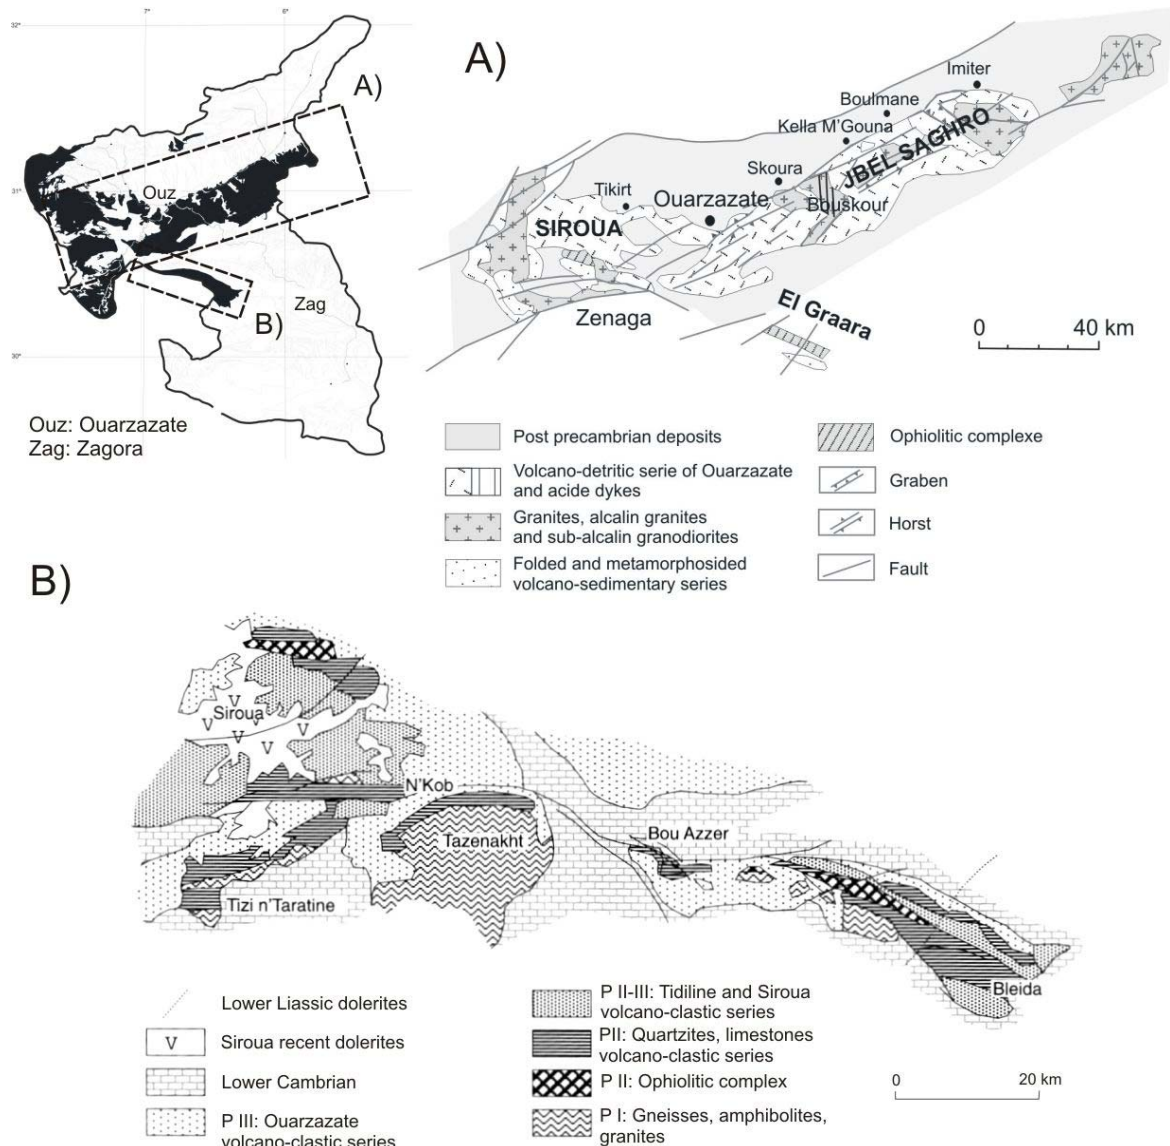 32°
7°
6°
A)
Ouz
31°
B)
Zag
30°
Ouz: Ouarzazate
Zag: Zagora
A)
Imiter
Boulmane
Kella M'Gouna
JBEL SAGHRO
Skoura
Tikirt
Ouarzazate
Bouskour
SIROUA
Zenaga
El Graara
0 40 km
Post precambrian deposits
Volcano-detritic serie of Ouarzazate
and acide dykes
Granites, alcalin granites
and sub-alcalin granodiorites
Folded and metamorphosided
volcano-sedimentary series
Ophiolitic complexe
Graben
Horst
Fault
B)
V
Siroua
V
V
V
V
V
N'Kob
Tazenakht
Bou Azzer
Tizi n'Taratine
Bleida
Lower Liassic dolerites
V Siroua recent dolerites
Lower Cambrian
P III: Ouarzazate
volcano-clastic series
P II-III: Tidiline and Siroua
volcano-clastic series
PII: Quartzites, limestones
volcano-clastic series
P II: Ophiolitic complex
P I: Gneisses, amphibolites,
granites
0 20 km